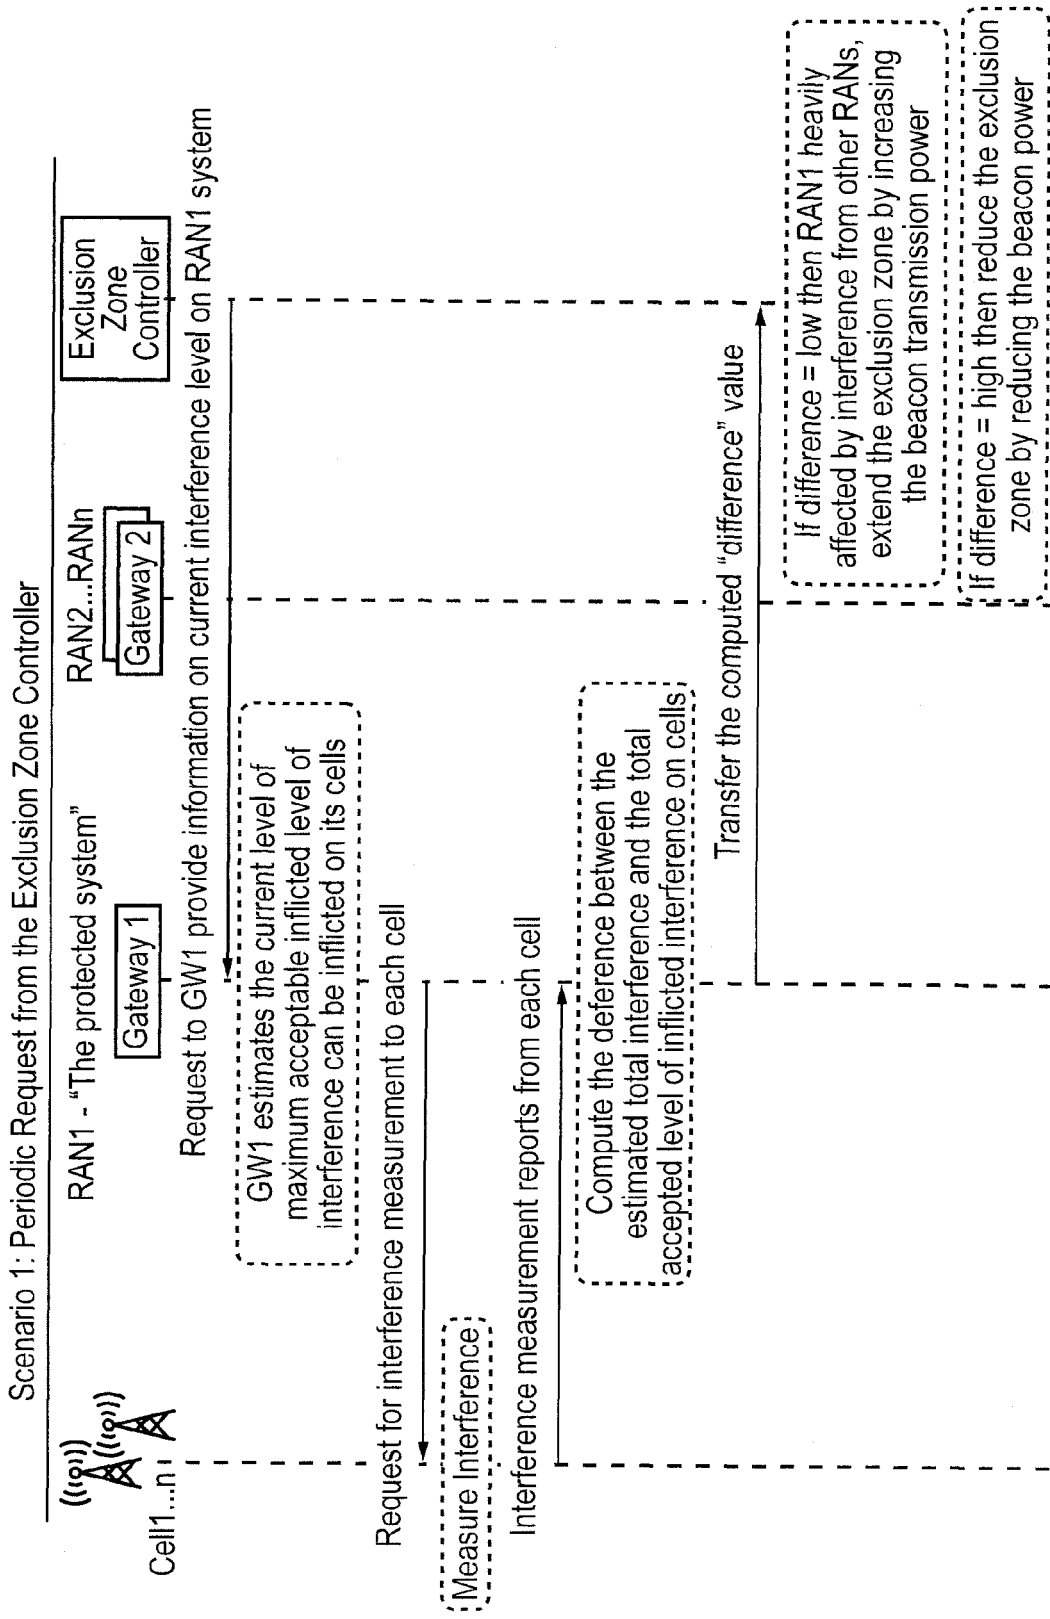 Scenario 1: Periodic Request from the Exclusion Zone Controller
Cell1...n
RAN1 - "The protected system"
Gateway 1
RAN2...RANn
Gateway 2
Exclusion
Zone
Controller
Request to GW1 provide information on current interference level on RAN1 system
GW1 estimates the current level of
maximum acceptable inflicted level of
interference can be inflicted on its cells
Request for interference measurement to each cell
Measure Interference
Interference measurement reports from each cell
Compute the deference between the
estimated total interference and the total
accepted level of inflicted interference on cells
Transfer the computed "difference" value
If difference = low then RAN1 heavily
affected by interference from other RANs,
extend the exclusion zone by increasing
the beacon transmission power
If difference = high then reduce the exclusion
zone by reducing the beacon power